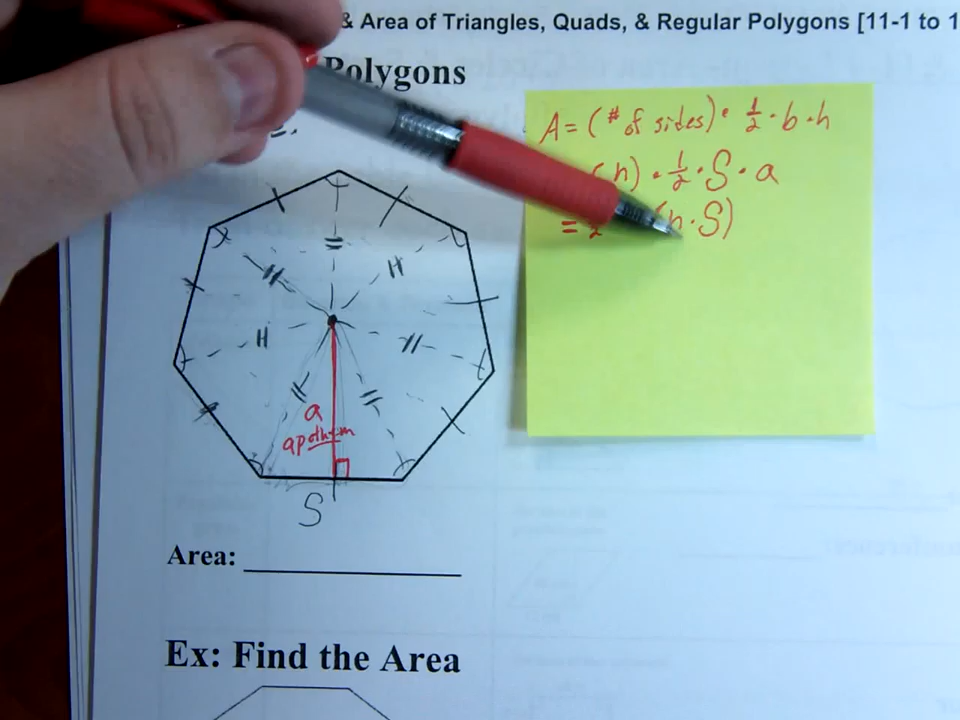 & Area of Triangles, Quads, & Regular Polygons [11-1 to 1
Polygons
A = (# of sides) · 1/2 · b · h
n) · 1/2 · S · a
= (n · S)
a
apothem
S
Area:
Ex: Find the Area